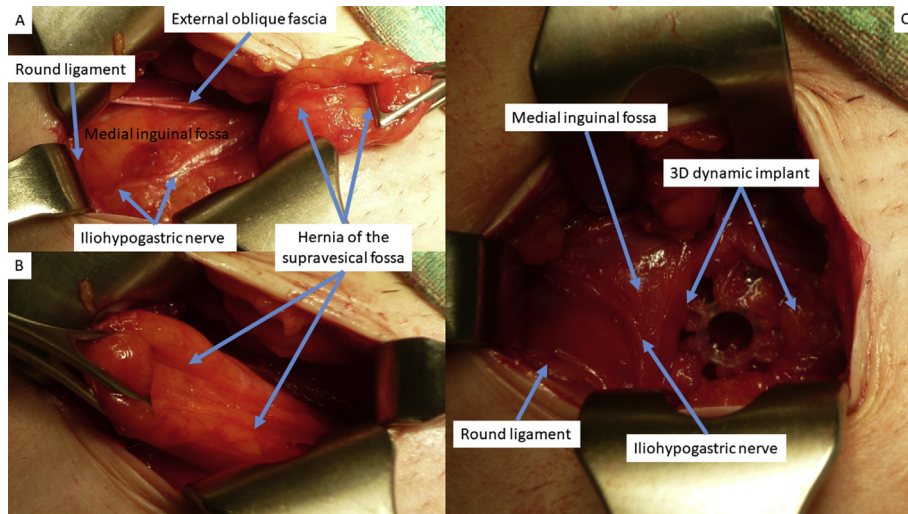 A
External oblique fascia
Round ligament
Medial inguinal fossa
Iliohypogastric nerve
Hernia of the
supravesical fossa
B
C
Medial inguinal fossa
3D dynamic implant
Round ligament
Iliohypogastric nerve